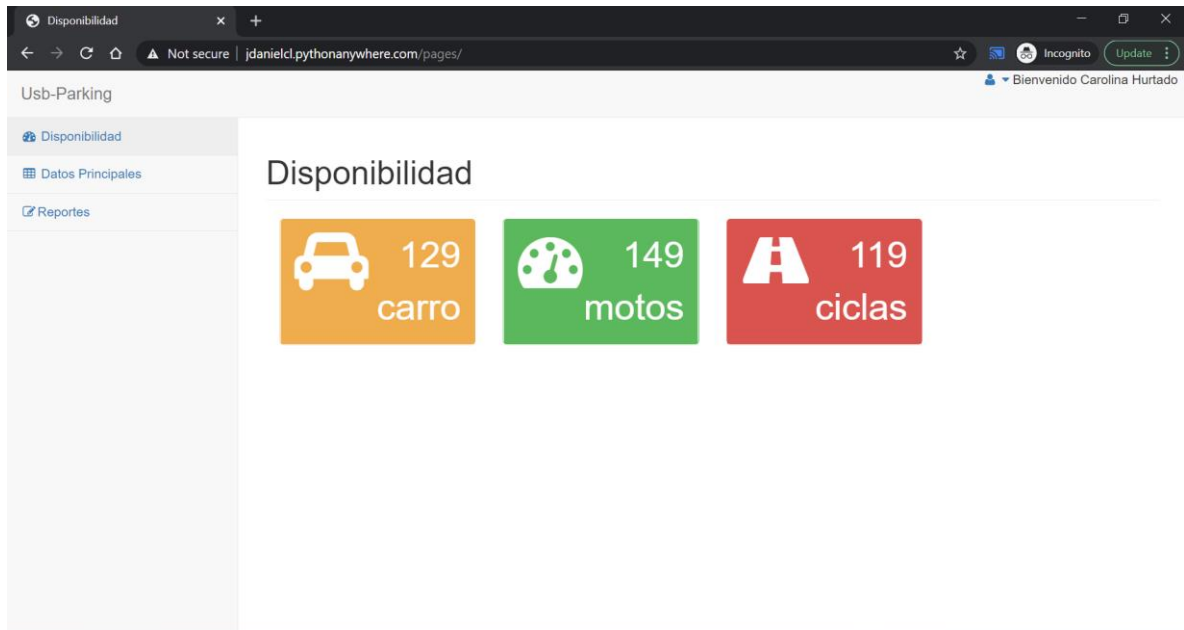 Disponibilidad
Not secure | jdanielcl.pythonanywhere.com/pages/
Incognito
Update
Usb-Parking
Bienvenido Carolina Hurtado
Disponibilidad
Datos Principales
Reportes
Disponibilidad
129
carro
149
motos
119
ciclas